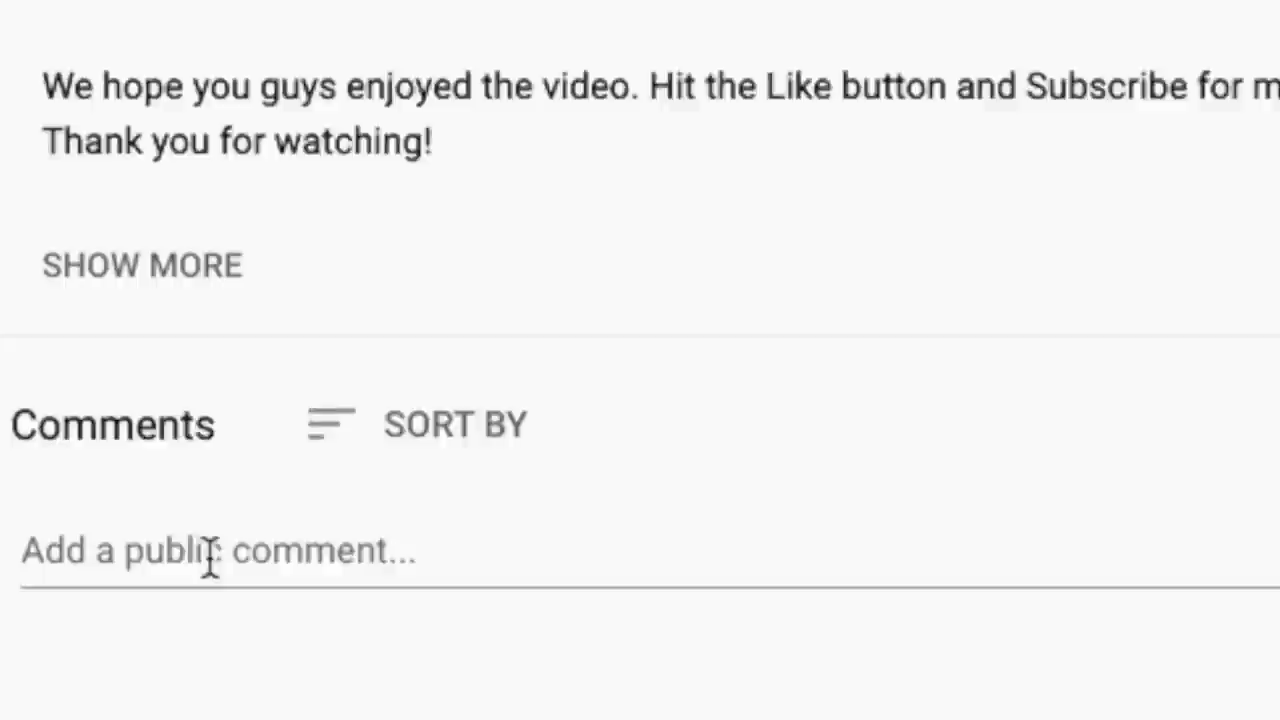 We hope you guys enjoyed the video. Hit the Like button and Subscribe for
Thank you for watching!
SHOW MORE
Comments
SORT BY
Add a public comment...